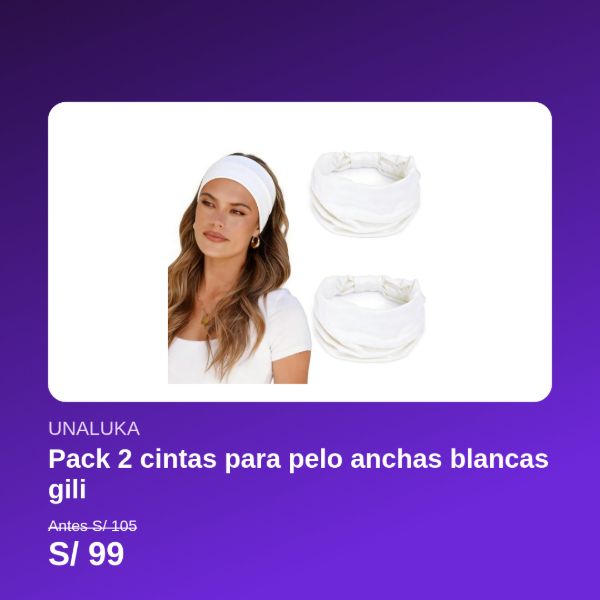 UNALUKA
Pack 2 cintas para pelo anchas blancas
gili
Antes S/ 105
S/ 99